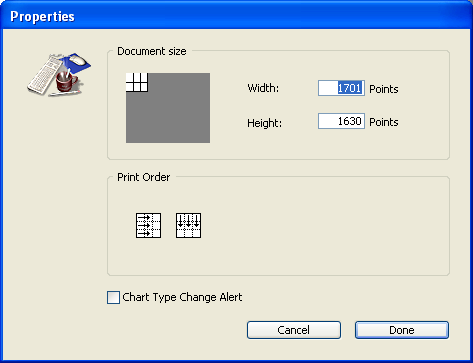 Properties
Document size
Width: 1701 Points
Height: 1630 Points
Print Order
Chart Type Change Alert
Cancel Done